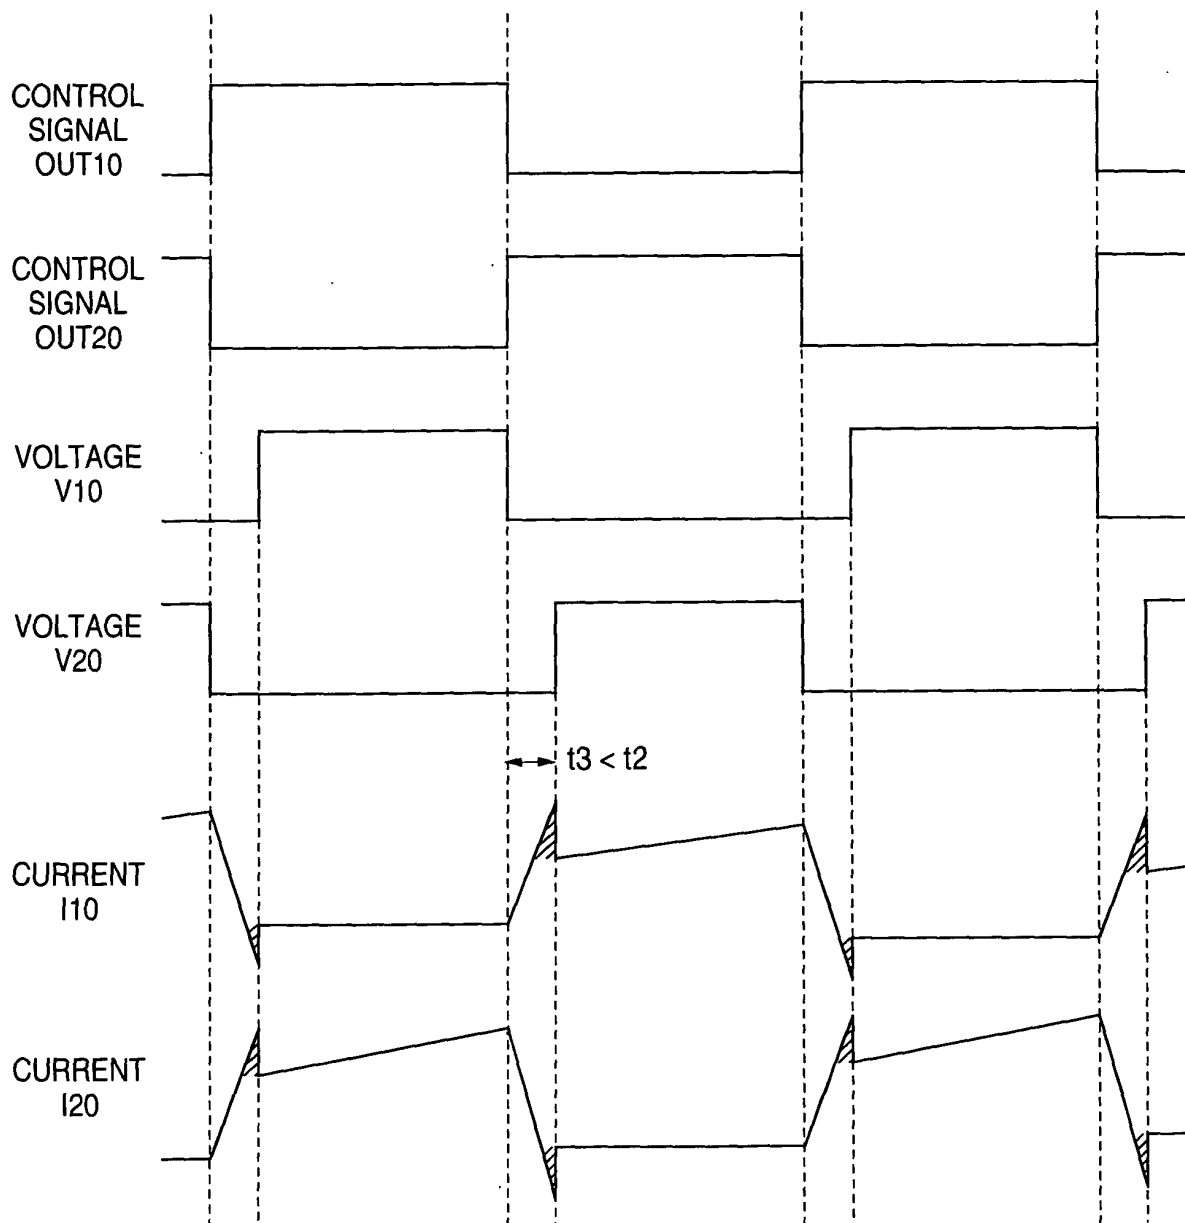 CONTROL
SIGNAL
OUT10
CONTROL
SIGNAL
OUT20
VOLTAGE
V10
VOLTAGE
V20
t3 < t2
CURRENT
I10
CURRENT
I20